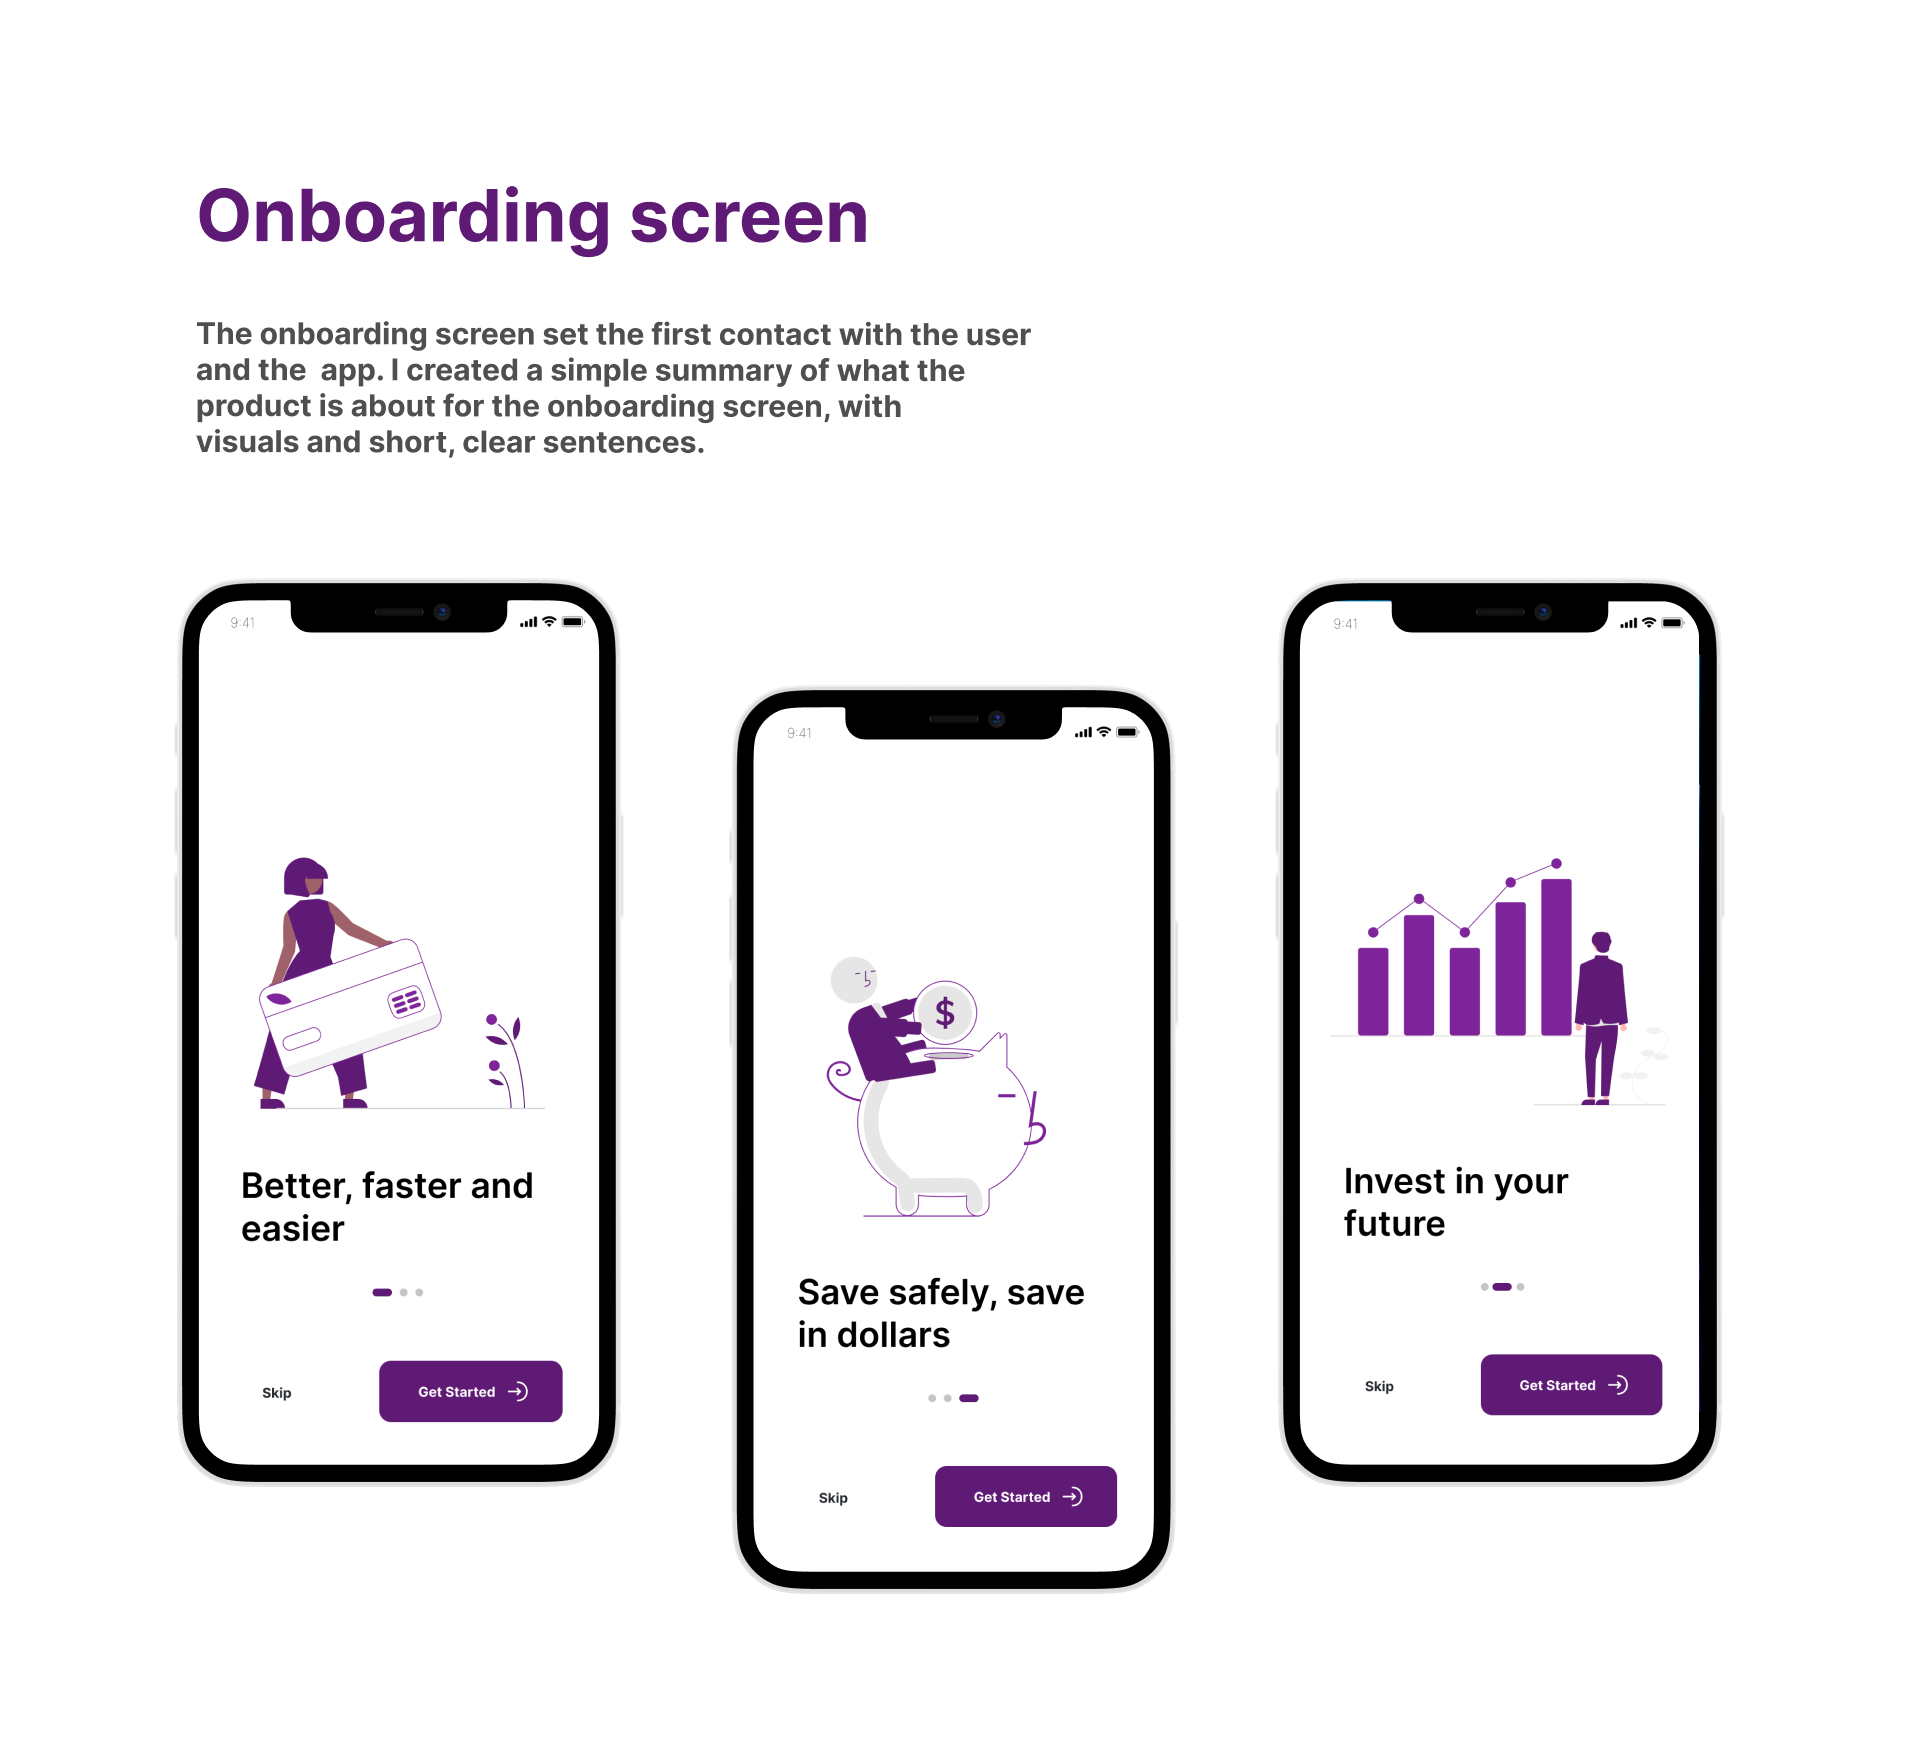 Onboarding screen
The onboarding screen set the first contact with the user
and the  app. I created a simple summary of what the
product is about for the onboarding screen, with
visuals and short, clear sentences.
9:41
Better, faster and
easier
Skip
Get Started
9:41
$
Save safely, save
in dollars
Skip
Get Started
9:41
Invest in your
future
Skip
Get Started